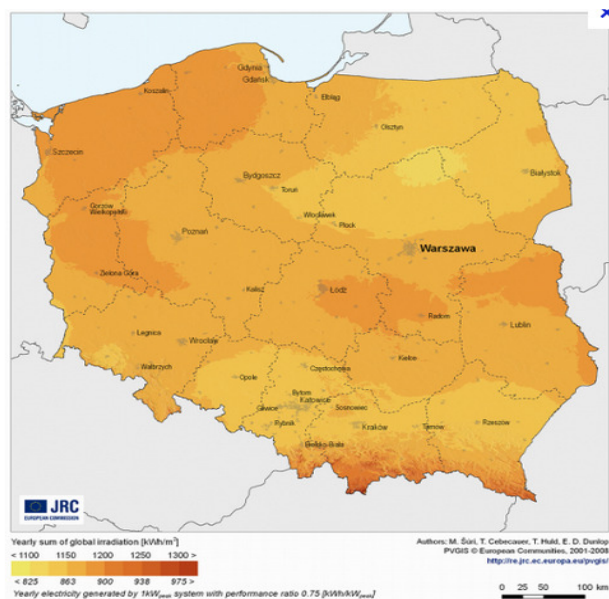 Gdynia
Gdańsk
Koszalin
Elbląg
Olsztyn
Szczecin
Białystok
Bydgoszcz
Toruń
Gorzów
Wielkopolski
Włocławek
Płock
Poznań
Warszawa
Zielona Góra
Kalisz
Łódź
Radom
Legnica
Wrocław
Lublin
Wałbrzych
Kielce
Opole
Częstochowa
Bytom
Katowice
Gliwice
Sosnowiec
Rybnik
Kraków
Tarnów
Rzeszów
Bielsko-Biała
JRC
EUROPEAN COMMISSION
Yearly sum of global irradiation [kWh/m²]
< 1100 1150 1200 1250 1300 >
< 825 863 900 938 975 >
Yearly electricity generated by 1kWpeak system with performance ratio 0.75 [kWh/kWpeak]
Authors: M. Šúri, T. Cebecauer, T. Huld, E. D. Dunlop
PVGIS © European Communities, 2001-2008
http://re.jrc.ec.europa.eu/pvgis/
0 25 50 100 km